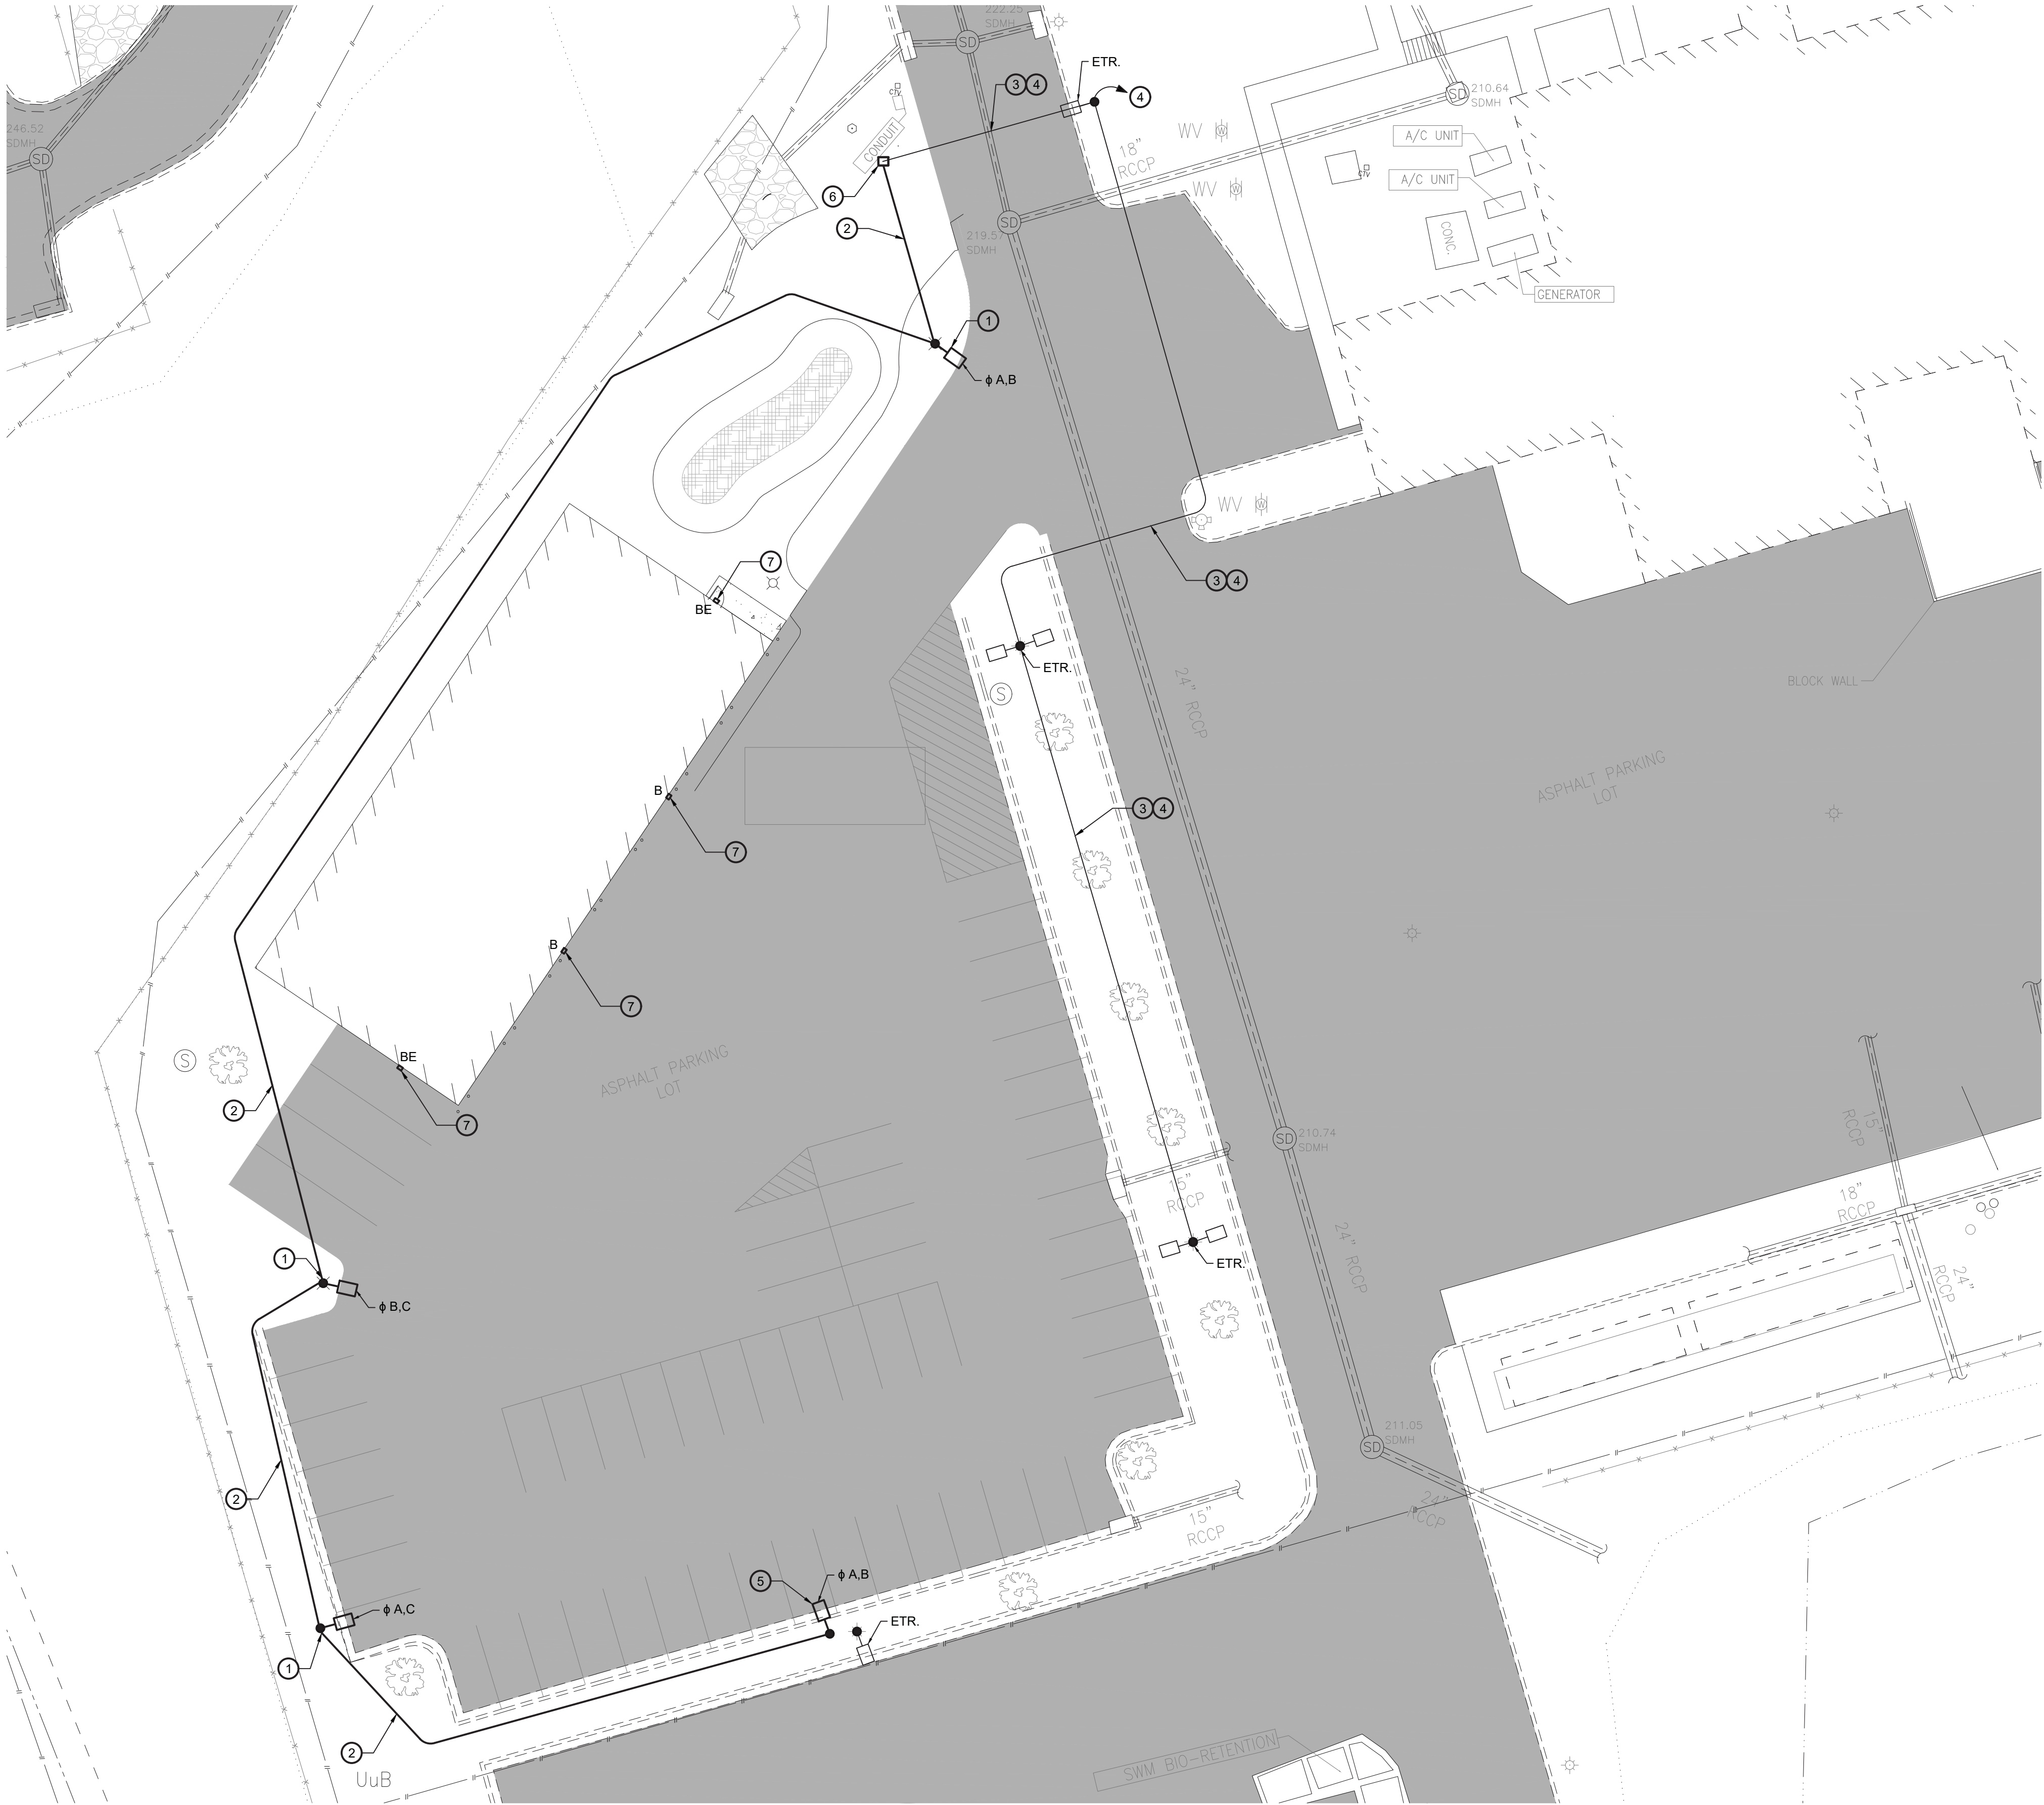 222.25
SDMH
SD
ETR.
3 4
4
CTV
CONDUIT
18"
RCCP
WV W
WV W
SD 210.64
SDMH
A/C UNIT
A/C UNIT
CTV
CONC.
GENERATOR
246.52
SDMH
SD
6
2
SD
219.57
SDMH
1
ϕ A,B
WV W
7
BE
3 4
ETR.
S
24" RCCP
BLOCK WALL
ASPHALT PARKING
LOT
B
7
3 4
B
7
BE
7
S
2
ASPHALT PARKING
LOT
SD 210.74
SDMH
15"
RCCP
15"
RCCP
18"
RCCP
24"
RCCP
24" RCCP
ETR.
1
ϕ B,C
2
211.05
SDMH
SD
24"
RCCP
15"
RCCP
5
ϕ A,B
ϕ A,C
ETR.
1
2
UuB
SWM BIO-RETENTION